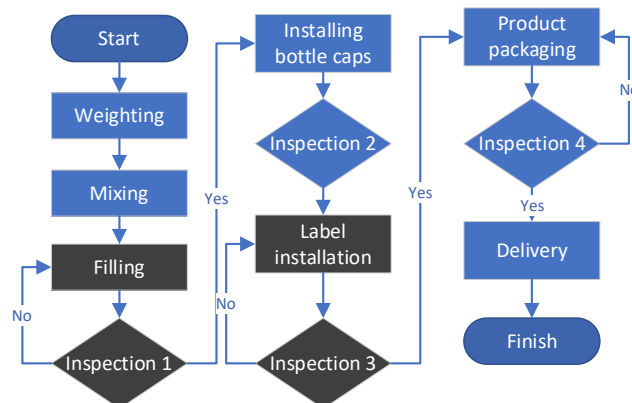 Start
Weighting
Mixing
Filling
No
Inspection 1
Yes
Installing
bottle caps
Inspection 2
Label
installation
No
Inspection 3
Yes
Product
packaging
No
Inspection 4
Yes
Delivery
Finish